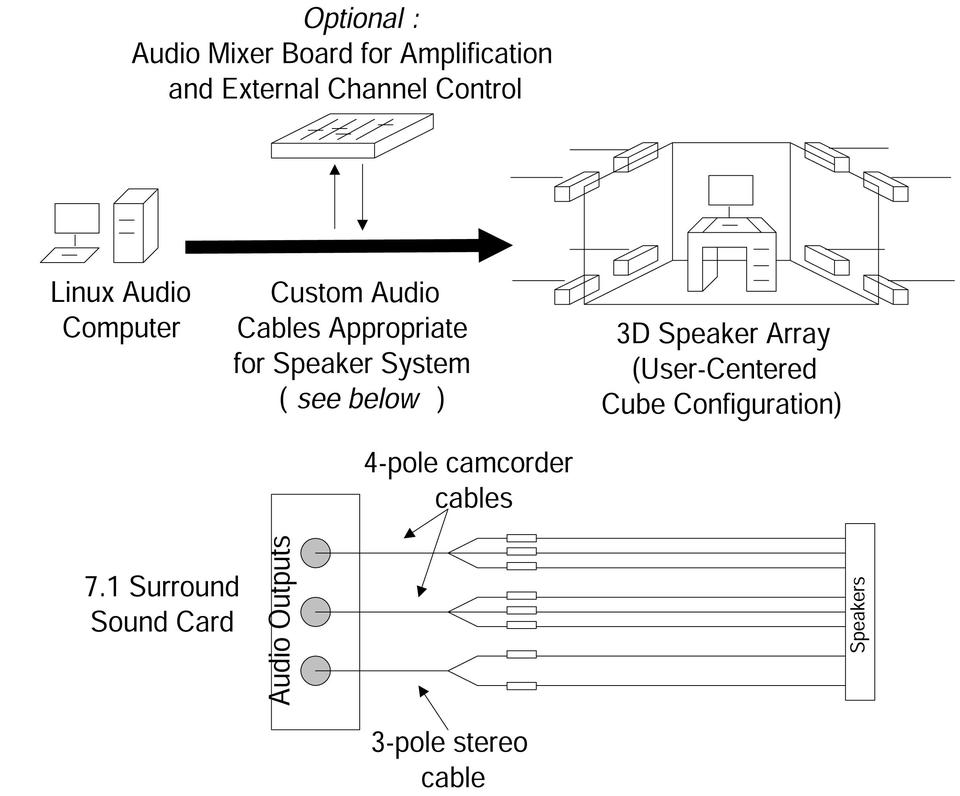 Optional :
Audio Mixer Board for Amplification
and External Channel Control
Linux Audio
Computer
Custom Audio
Cables Appropriate
for Speaker System
( see below )
3D Speaker Array
(User-Centered
Cube Configuration)
4-pole camcorder
cables
7.1 Surround
Sound Card
Audio Outputs
Speakers
3-pole stereo
cable